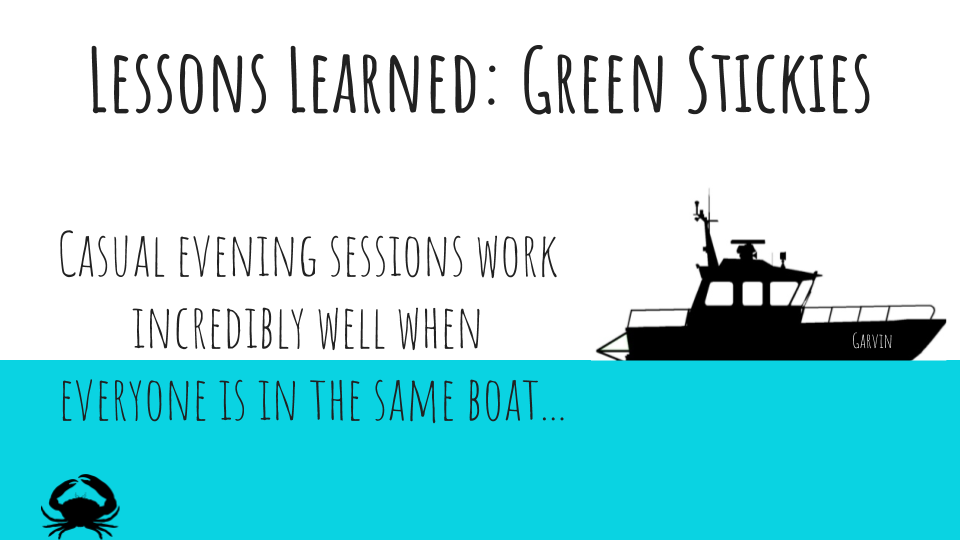 Lessons Learned: Green Stickies
Casual evening sessions work
incredibly well when
everyone is in the same boat...
Garvin